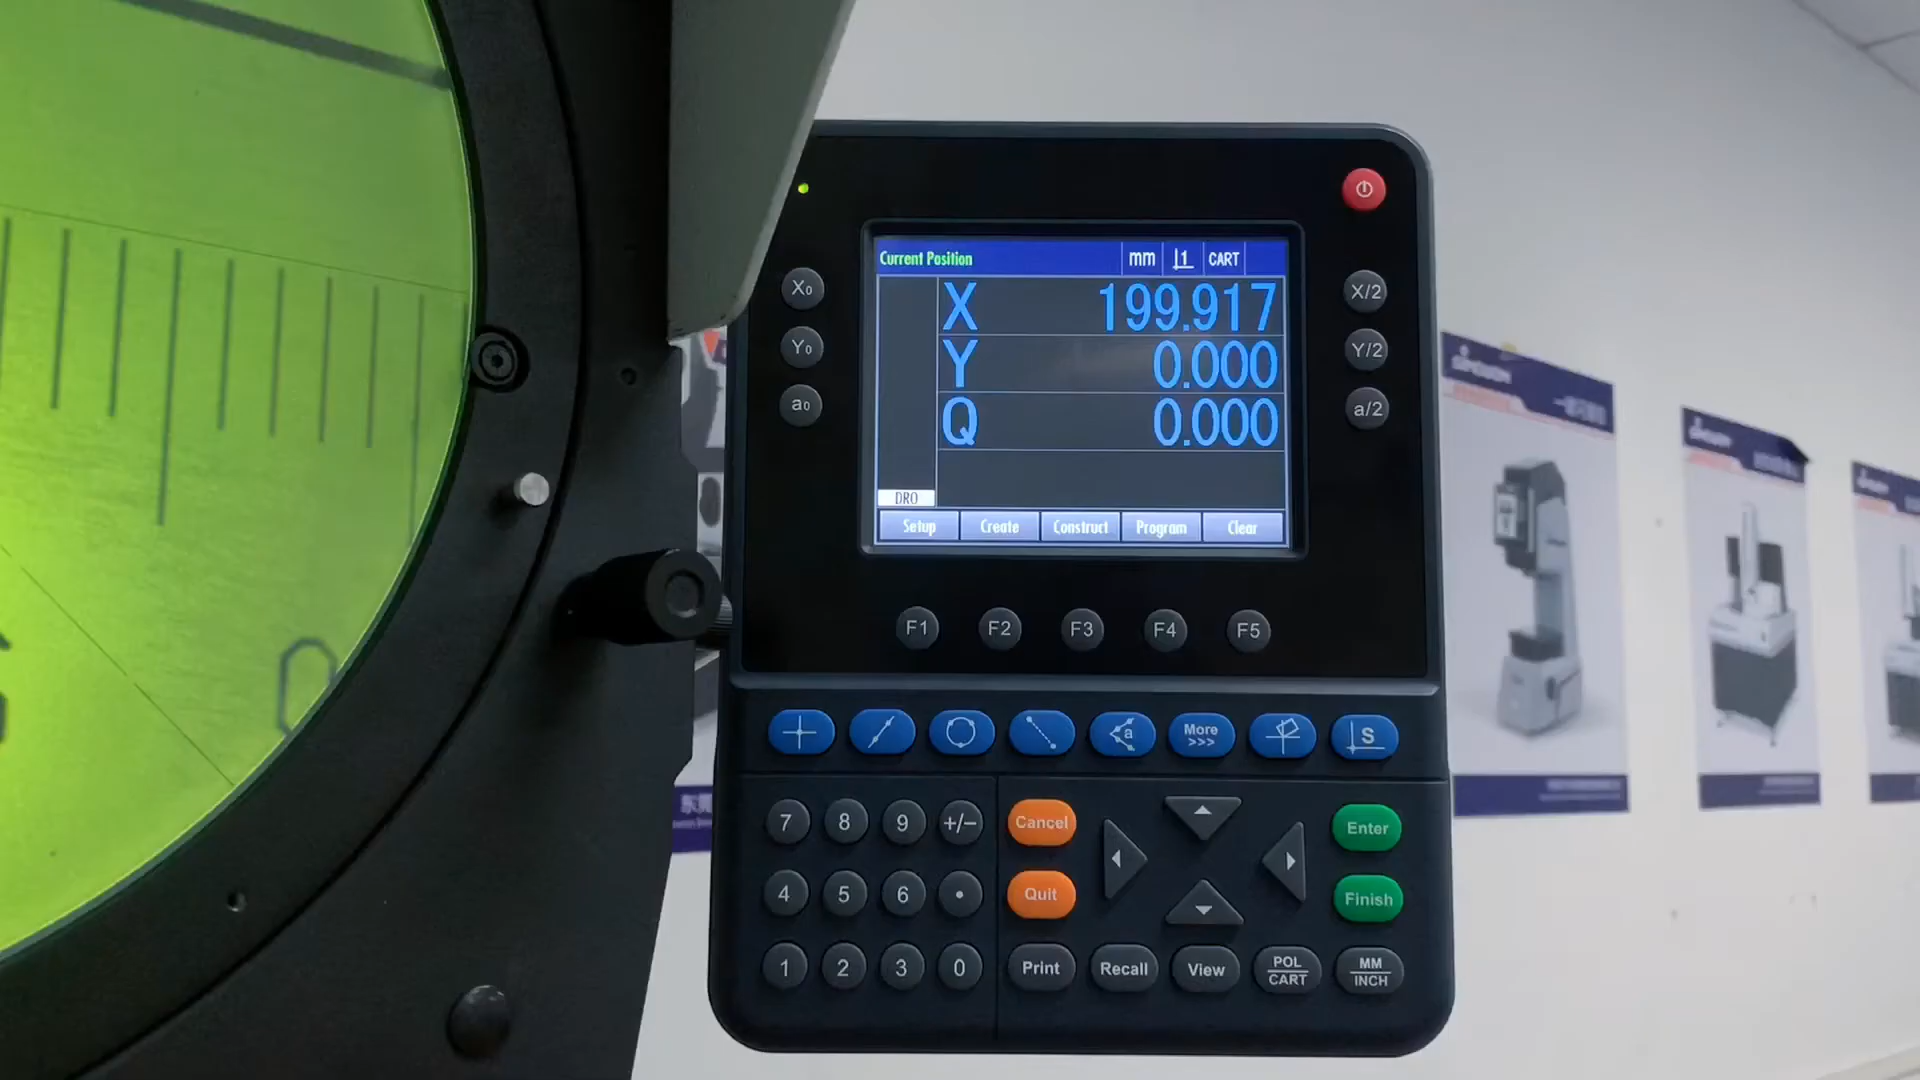 Current Position mm 1 CART
X 199.917
Y 0.000
Q 0.000
DRO
Setup Create Construct Program Clear
X0 X/2
Y0 Y/2
a0 a/2
F1 F2 F3 F4 F5
a More >>> S
7 8 9 +/− Cancel Enter
4 5 6 • Quit Finish
1 2 3 0 Print Recall View POL CART MM INCH